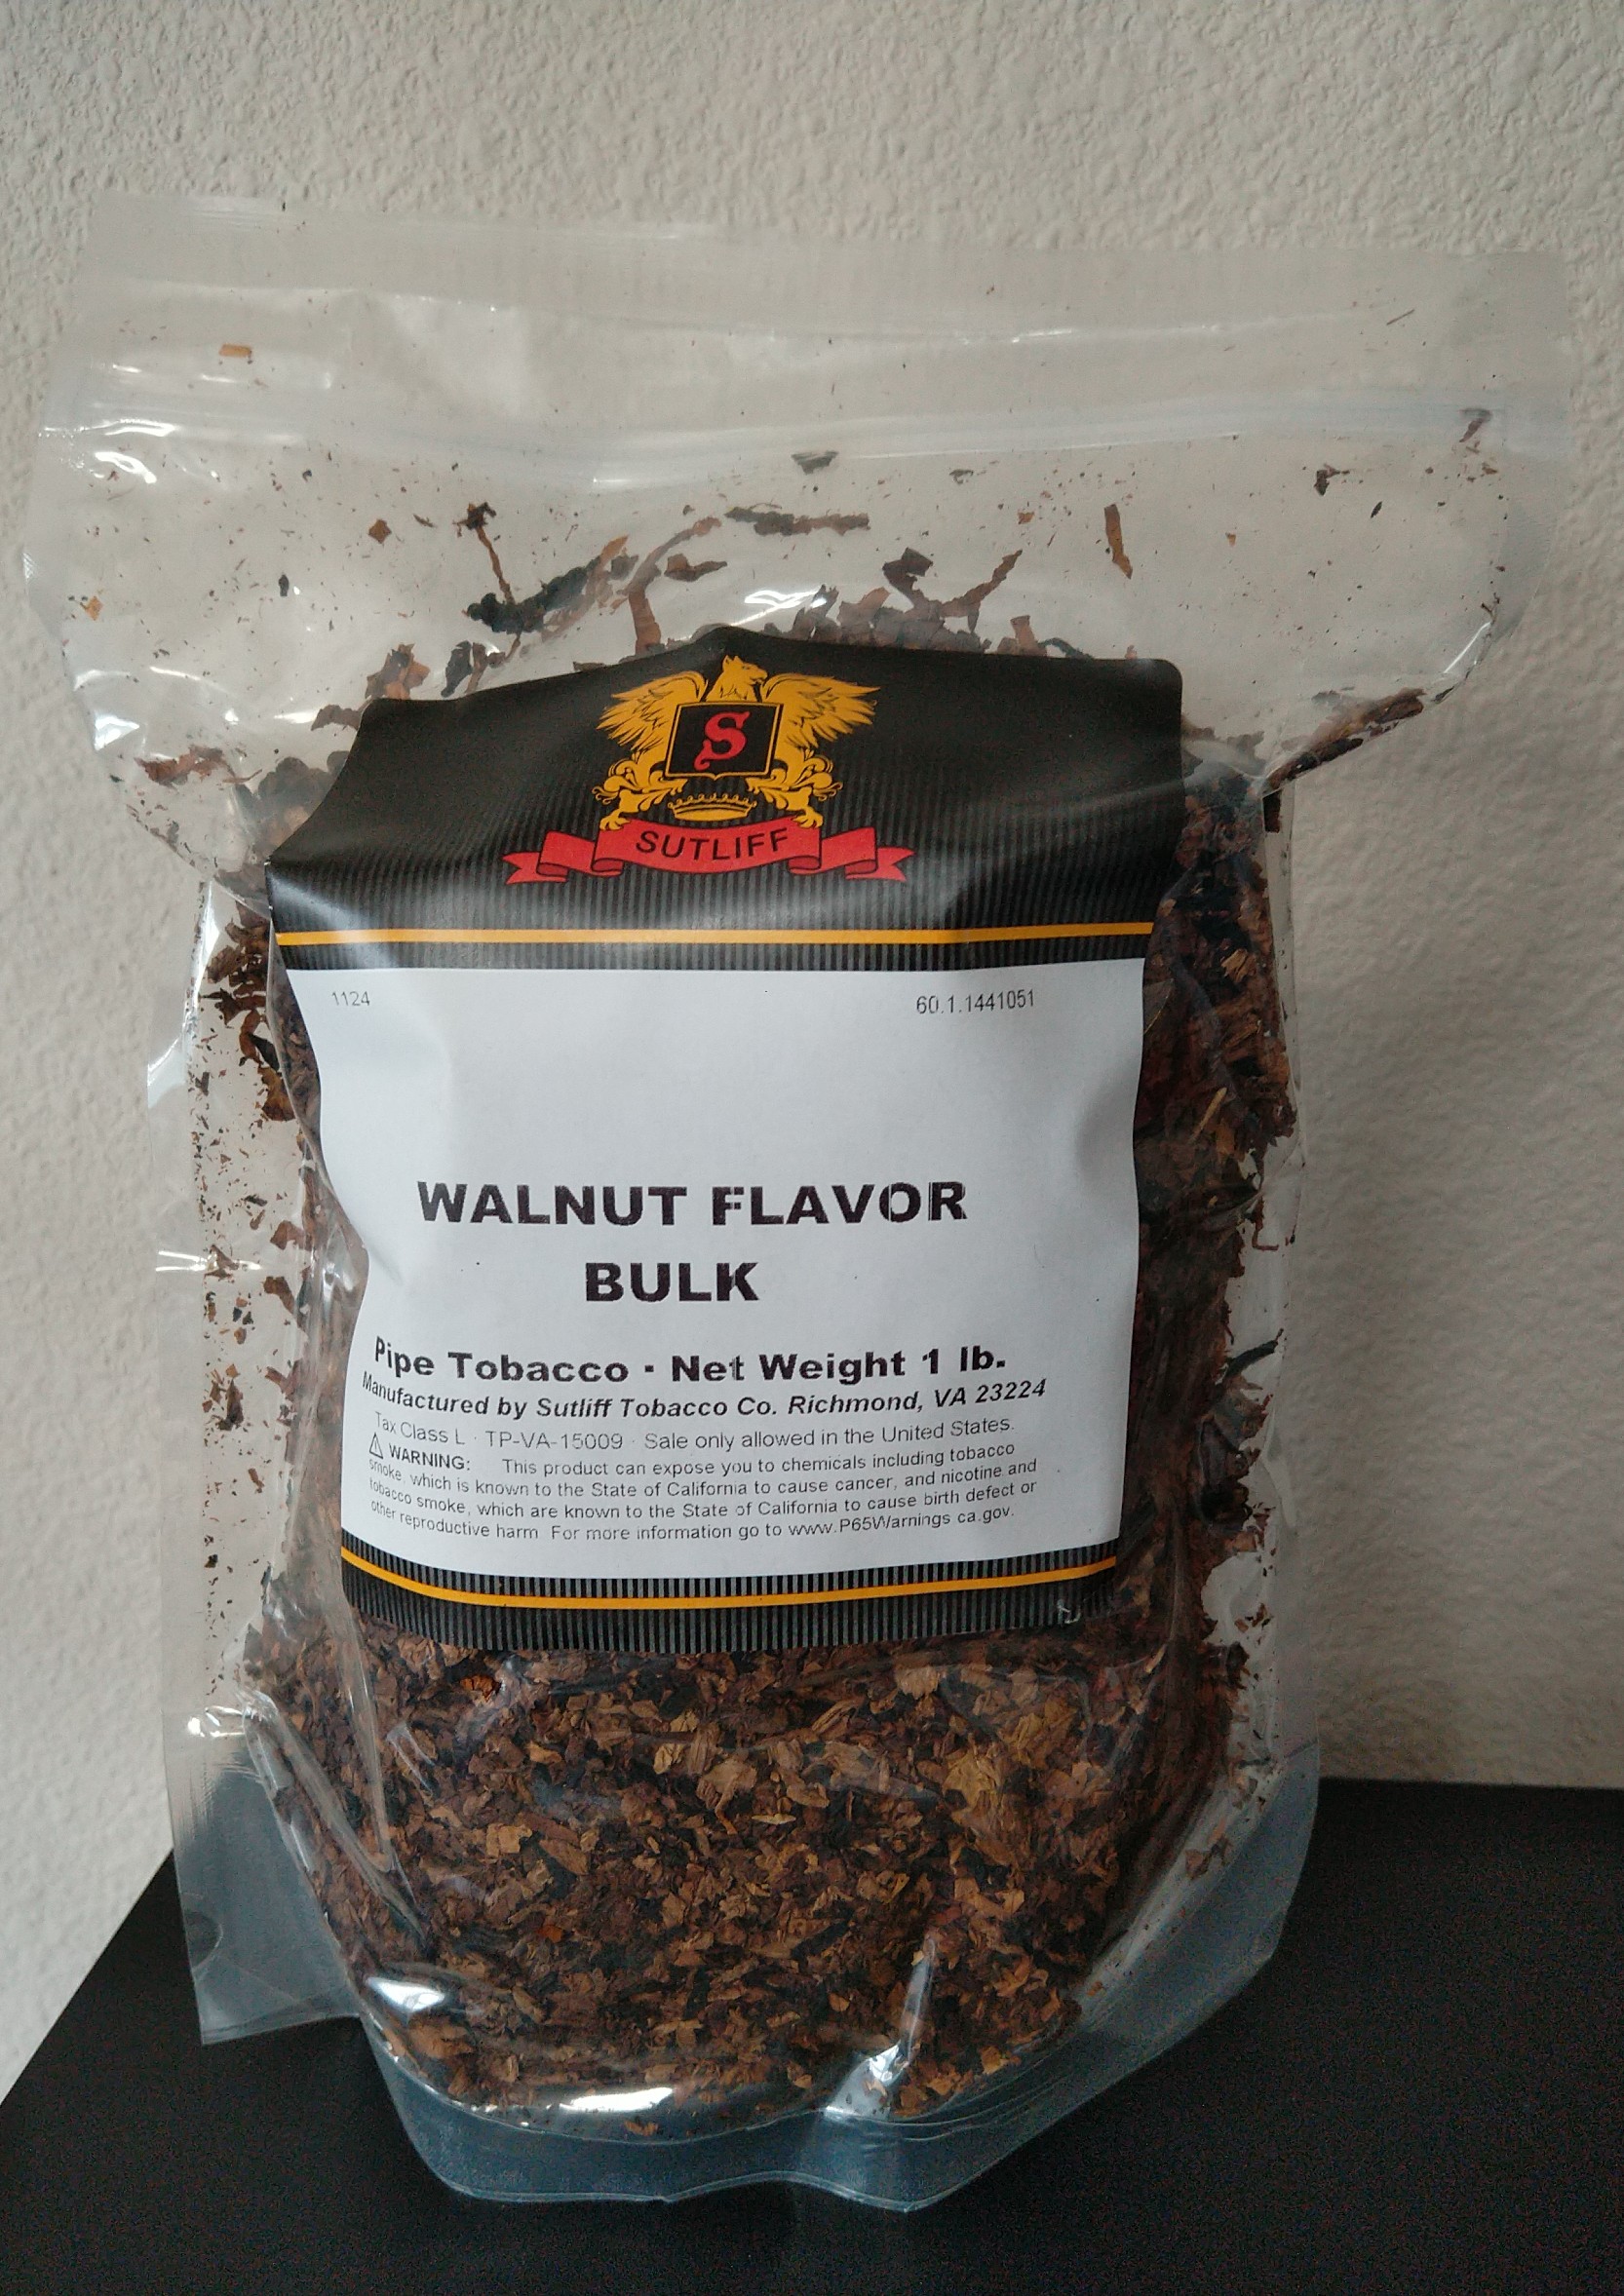 S
SUTLIFF
1124 60.1.1441051
WALNUT FLAVOR
BULK
Pipe Tobacco · Net Weight 1 lb.
Manufactured by Sutliff Tobacco Co. Richmond, VA 23224
Tax Class L · TP-VA-15009 · Sale only allowed in the United States.
⚠ WARNING: This product can expose you to chemicals including tobacco
smoke, which is known to the State of California to cause cancer, and nicotine and
tobacco smoke, which are known to the State of California to cause birth defect or
other reproductive harm. For more information go to www.P65Warnings.ca.gov.